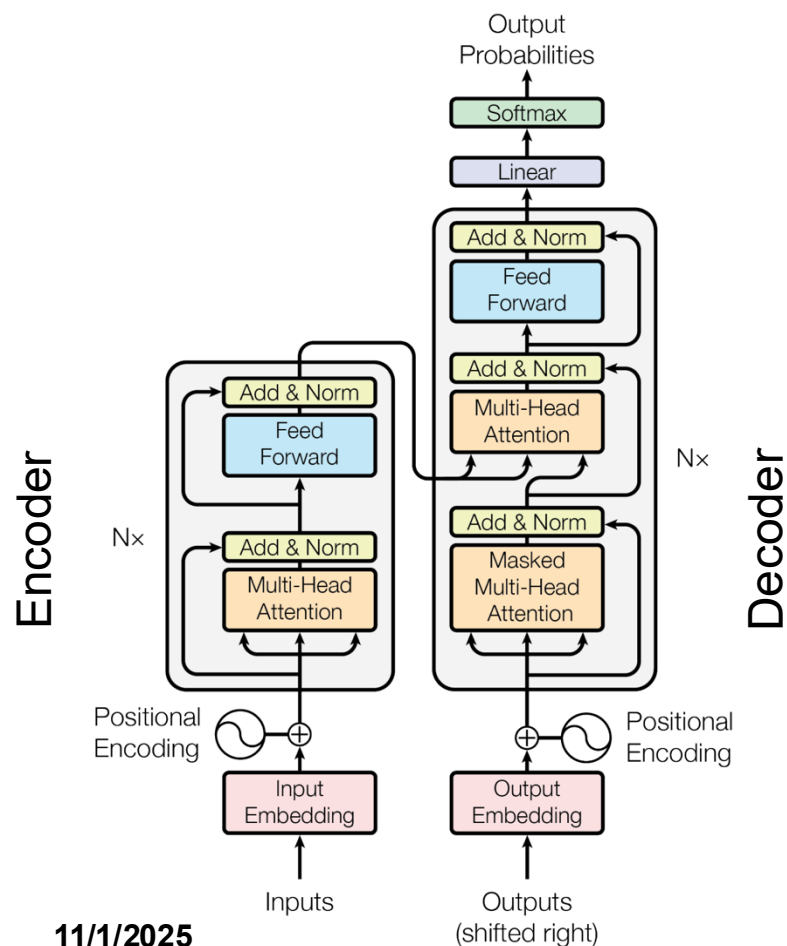 Output
Probabilities
Softmax
Linear
Add & Norm
Feed
Forward
Add & Norm
Multi-Head
Attention
Add & Norm
Masked
Multi-Head
Attention
Nx
Decoder
Add & Norm
Feed
Forward
Add & Norm
Multi-Head
Attention
Nx
Encoder
Positional
Encoding
Positional
Encoding
Input
Embedding
Output
Embedding
Inputs
Outputs
(shifted right)
11/1/2025